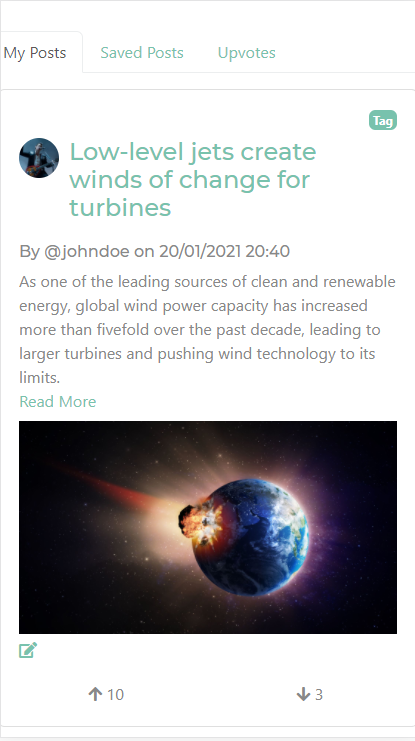 My Posts Saved Posts Upvotes
Tag
Low-level jets create
winds of change for
turbines
By @johndoe on 20/01/2021 20:40
As one of the leading sources of clean and renewable
energy, global wind power capacity has increased
more than fivefold over the past decade, leading to
larger turbines and pushing wind technology to its
limits.
Read More
10 3